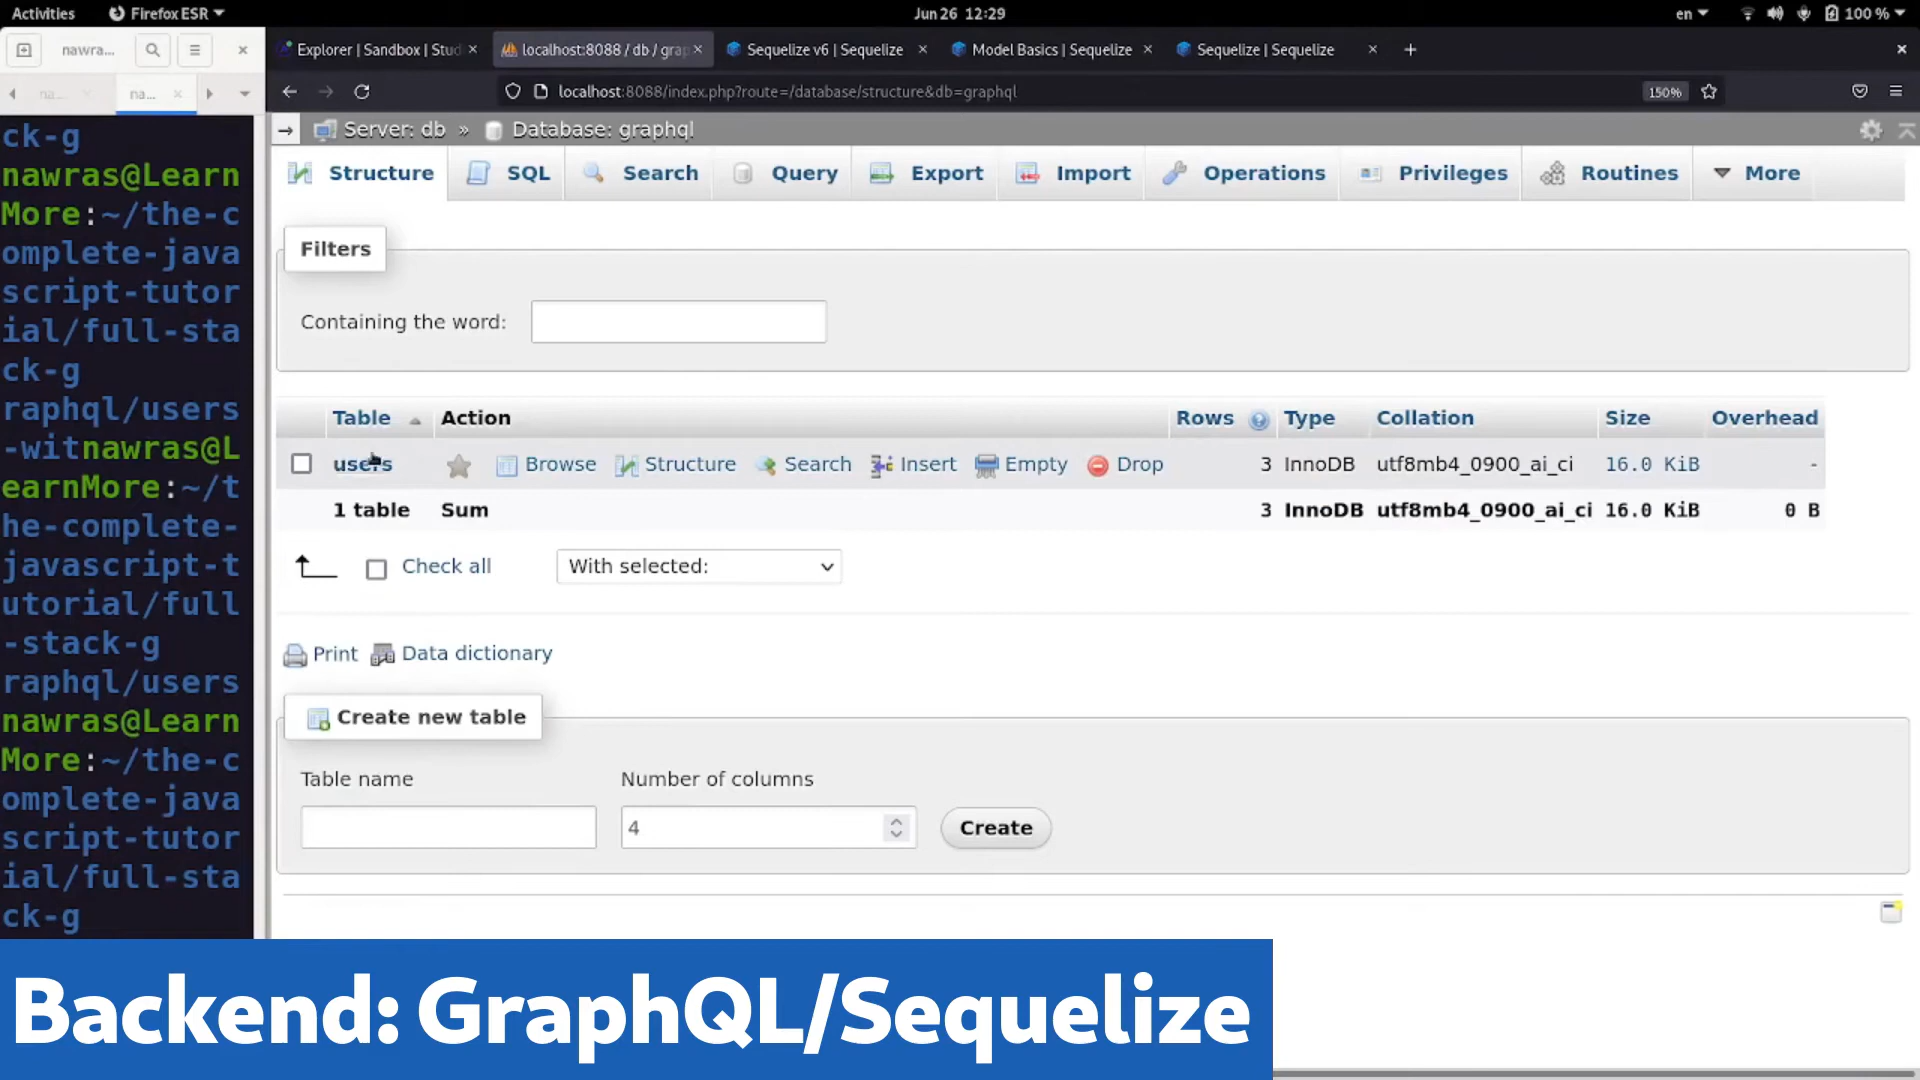 Activities Firefox ESR Jun 26 12:29 en 100 %
nawra...
Explorer | Sandbox | Stud
localhost:8088 / db / grap
Sequelize v6 | Sequelize
Model Basics | Sequelize
Sequelize | Sequelize
na... na...
localhost:8088/index.php?route=/database/structure&db=graphql 150%
Server: db » Database: graphql
Structure SQL Search Query Export Import Operations Privileges Routines More
Filters
Containing the word:
Table Action Rows Type Collation Size Overhead
users Browse Structure Search Insert Empty Drop 3 InnoDB utf8mb4_0900_ai_ci 16.0 KiB -
1 table Sum 3 InnoDB utf8mb4_0900_ai_ci 16.0 KiB 0 B
Check all With selected:
Print Data dictionary
Create new table
Table name Number of columns
4 Create
ck-g
nawras@Learn
More:~/the-c
omplete-java
script-tutor
ial/full-sta
ck-g
raphql/users
-witnawras@L
earnMore:~/t
he-complete-
javascript-t
utorial/full
-stack-g
raphql/users
nawras@Learn
More:~/the-c
omplete-java
script-tutor
ial/full-sta
ck-g
Backend: GraphQL/Sequelize